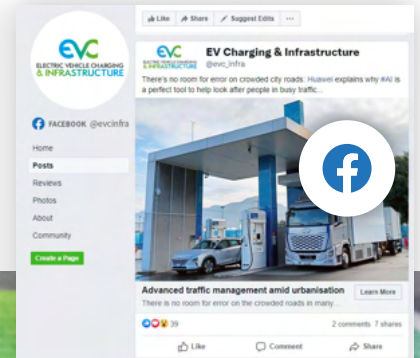 Like Share Suggest Edits ...
EVC
ELECTRIC VEHICLE CHARGING
& INFRASTRUCTURE
FACEBOOK @evcinfra
Home
Posts
Reviews
Photos
About
Community
Create a Page
EVC
ELECTRIC VEHICLE CHARGING
& INFRASTRUCTURE
EV Charging & Infrastructure
@evc_infra
There's no room for error on crowded city roads: Huawei explains why #AI is
a perfect tool to help look after people in busy traffic...
Advanced traffic management amid urbanisation
Learn More
There is no room for error on the crowded roads in many...
39
2 comments 7 shares
Like Comment Share